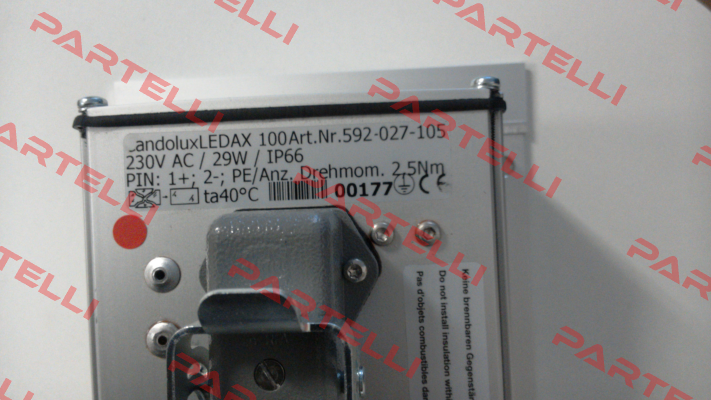 andoluxLEDAX 100Art.Nr.592-027-105
230V AC / 29W / IP66
PIN: 1+; 2-; PE/Anz. Drehmom. 2,5Nm
ta40°C 00177 CE
Keine brennbaren Gegenstä
Do not install insulation with
Pas d'objets combustibles da
PARTELLI
PARTELLI
PARTELLI
PARTELLI
PARTELLI
PARTELLI
PARTELLI
PARTELLI
PARTELLI